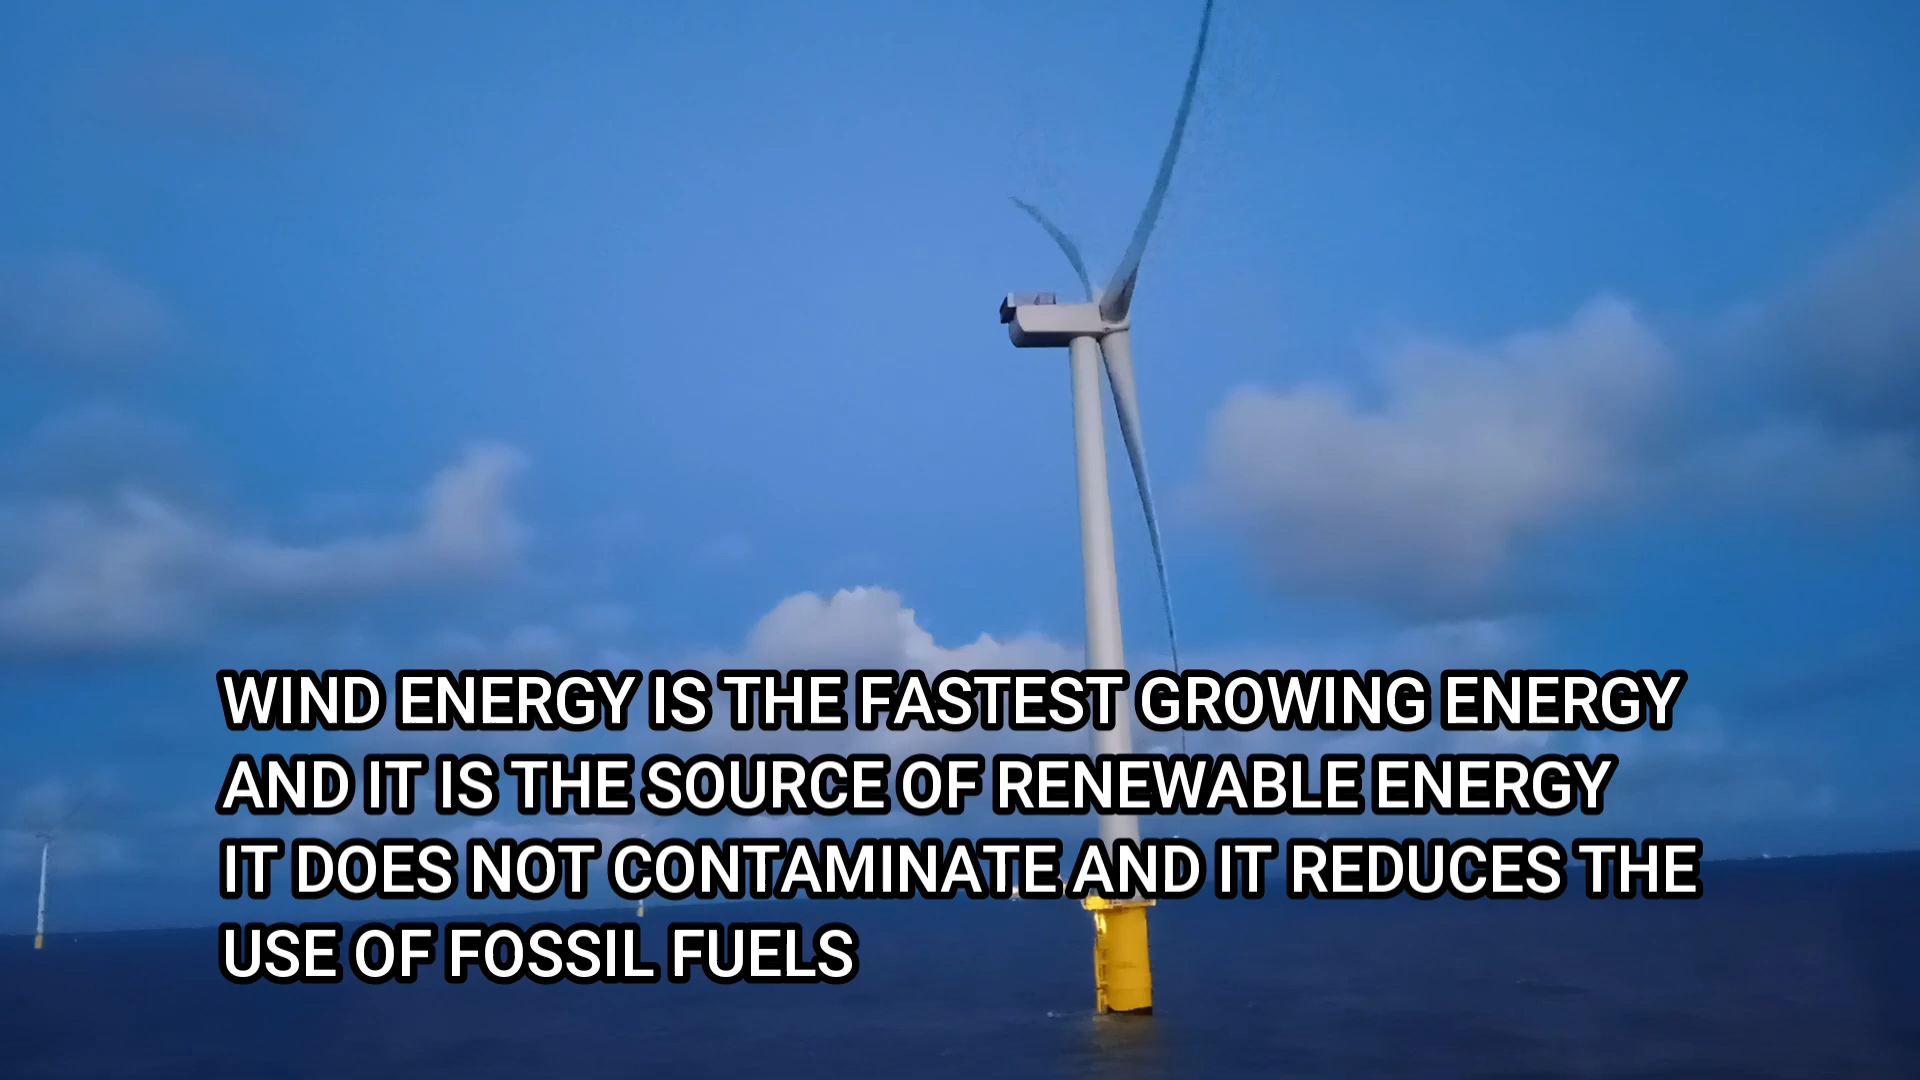 WIND ENERGY IS THE FASTEST GROWING ENERGY
AND IT IS THE SOURCE OF RENEWABLE ENERGY
IT DOES NOT CONTAMINATE AND IT REDUCES THE
USE OF FOSSIL FUELS